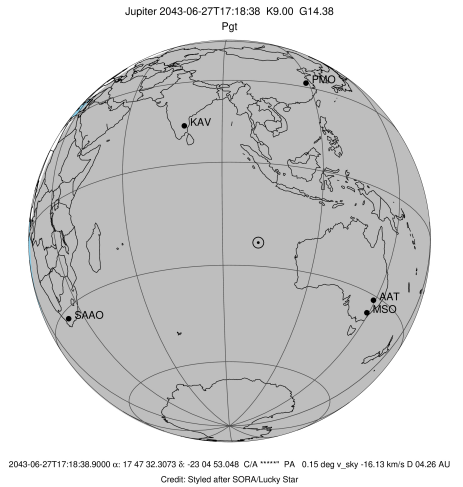 Jupiter 2043-06-27T17:18:38 K9.00 G14.38
Pgt
PMO
KAV
AAT
MSO
SAAO
2043-06-27T17:18:38.9000 α: 17 47 32.3073 δ: -23 04 53.048 C/A *****" PA 0.15 deg v_sky -16.13 km/s D 04.26 AU
Credit: Styled after SORA/Lucky Star